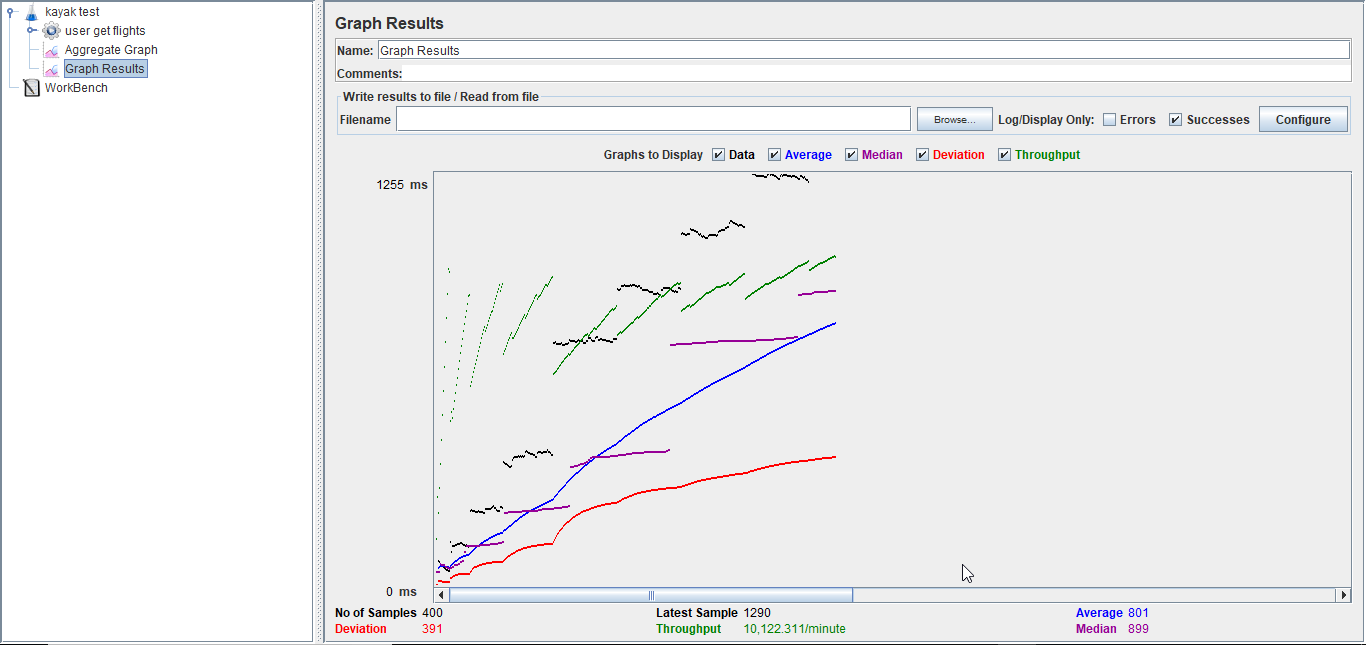 kayak test
user get flights
Aggregate Graph
Graph Results
WorkBench
Graph Results
Name: Graph Results
Comments:
Write results to file / Read from file
Filename Browse... Log/Display Only: Errors Successes Configure
Graphs to Display Data Average Median Deviation Throughput
1255 ms
0 ms
No of Samples 400 Latest Sample 1290 Average 801
Deviation 391 Throughput 10,122.311/minute Median 899